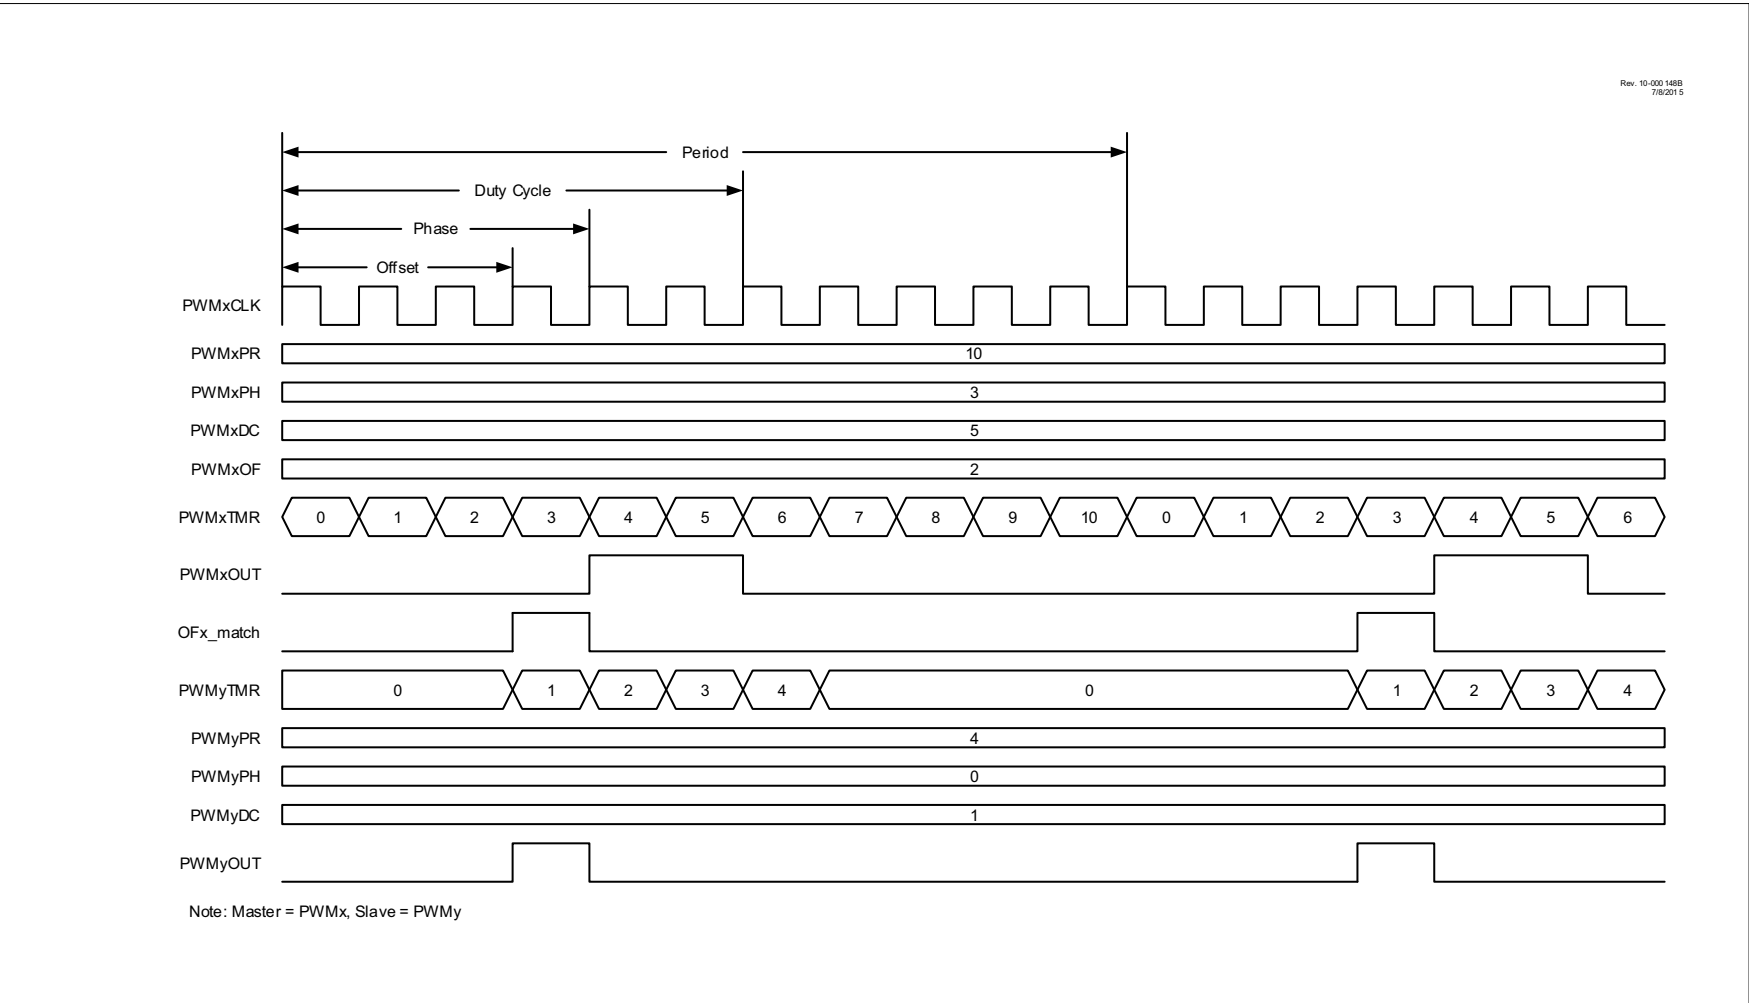 Rev. 10-000 148B
7/8/201 5
Period
Duty Cycle
Phase
Offset
PWMxCLK
PWMxPR
10
PWMxPH
3
PWMxDC
5
PWMxOF
2
PWMxTMR 0 1 2 3 4 5 6 7 8 9 10 0 1 2 3 4 5 6
PWMxOUT
OFx_match
PWMyTMR 0 1 2 3 4 0 1 2 3 4
PWMyPR
4
PWMyPH
0
PWMyDC
1
PWMyOUT
Note: Master = PWMx, Slave = PWMy